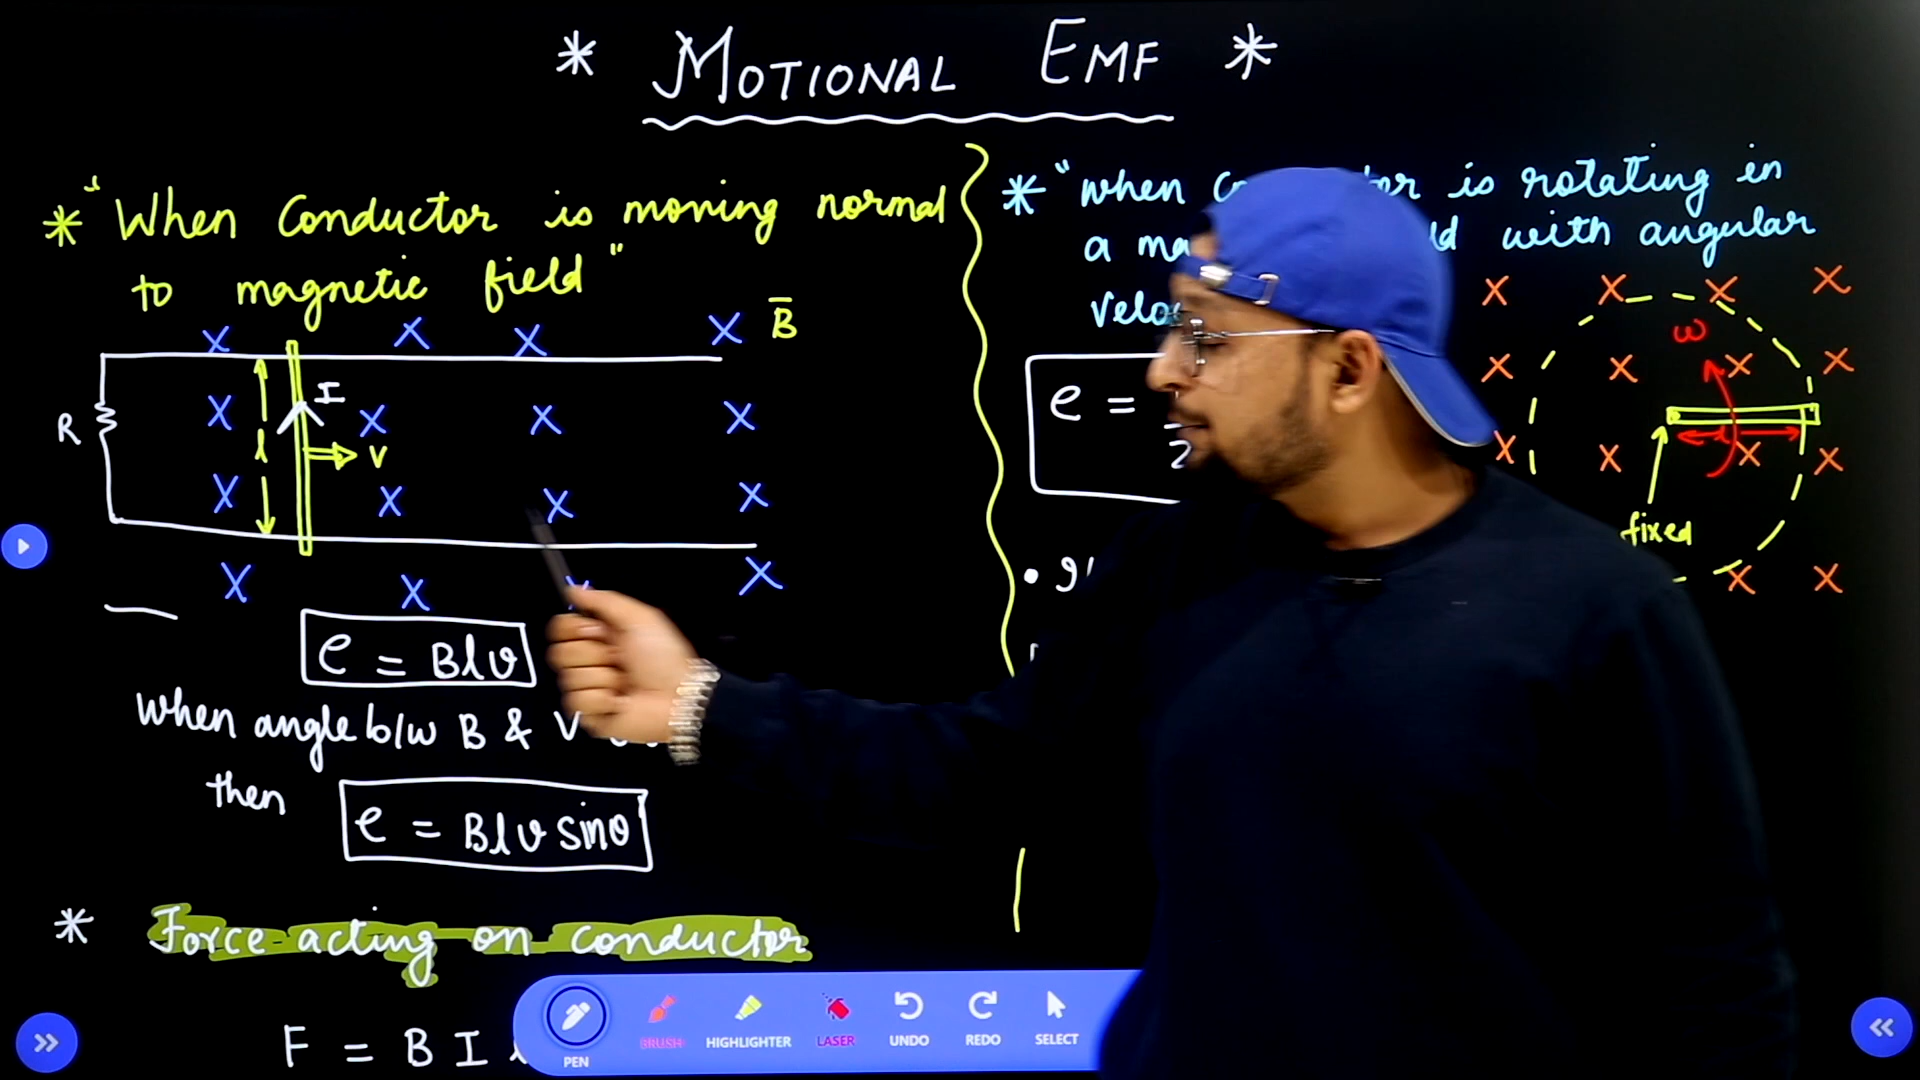 * MOTIONAL EMF *
* "When Conductor is moving normal
to magnetic field"
X X X X B̄
R X l I X X X
V
X X X X
X X X X
e = Blv
When angle b/w B & V
then
e = Blv sinθ
* Force acting on conductor
F = B I
* "when is rotating in
a with angular
X X X X
ω
X X X X
e =
2
l
X X X X
fixed
X X
PEN BRUSH HIGHLIGHTER LASER UNDO REDO SELECT